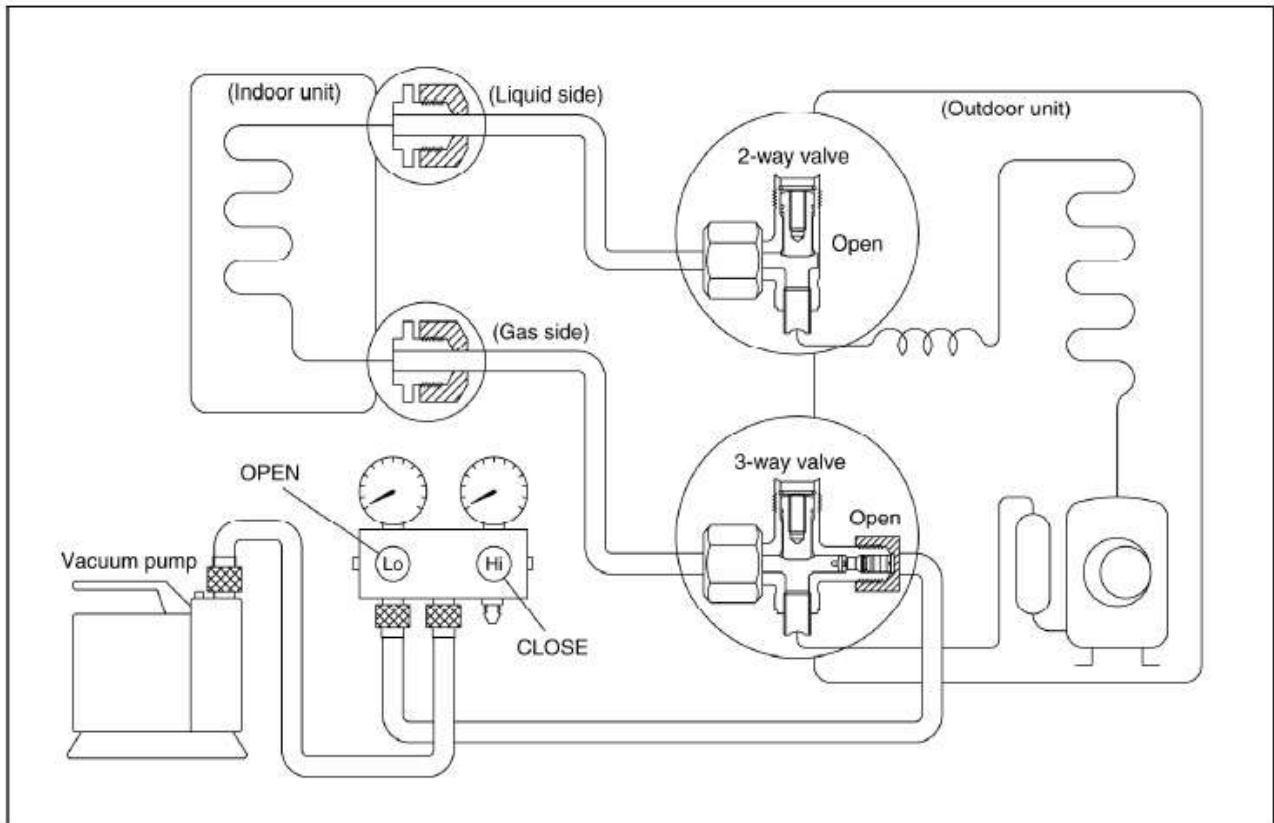 (Indoor unit)
(Liquid side)
(Outdoor unit)
2-way valve
Open
(Gas side)
3-way valve
Open
OPEN
Vacuum pump
Lo
Hi
CLOSE